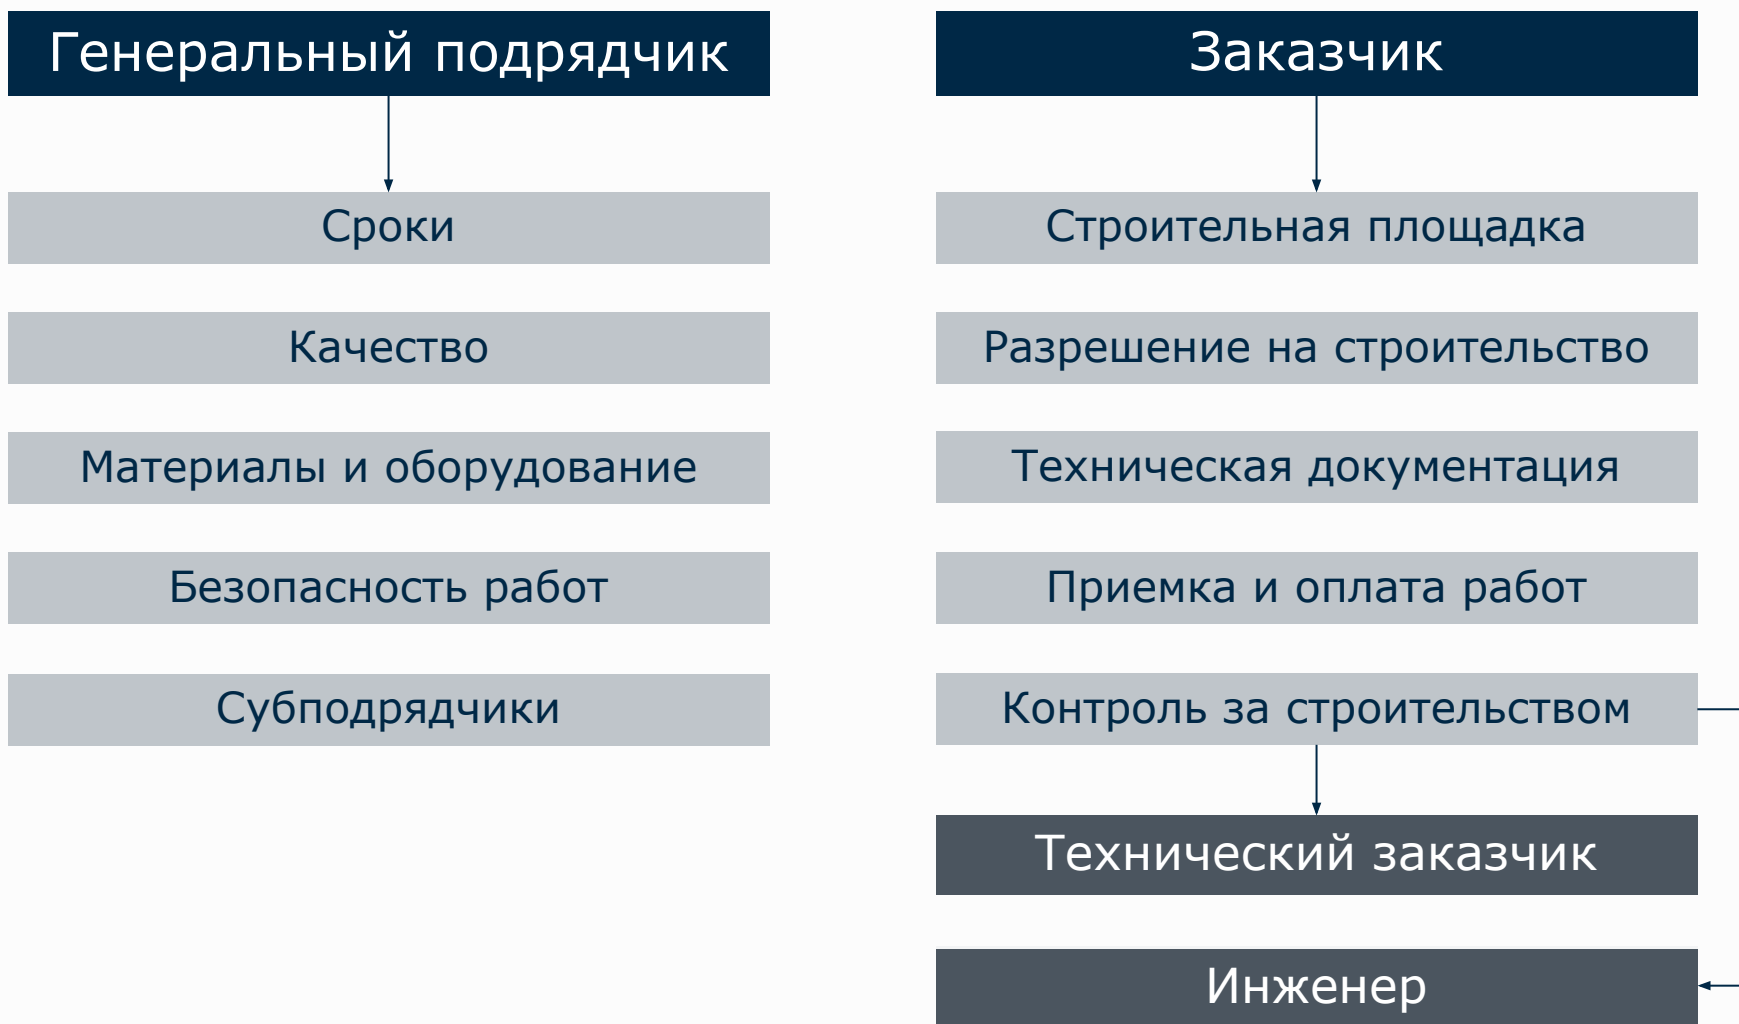 Генеральный подрядчик
Сроки
Качество
Материалы и оборудование
Безопасность работ
Субподрядчики
Заказчик
Строительная площадка
Разрешение на строительство
Техническая документация
Приемка и оплата работ
Контроль за строительством
Технический заказчик
Инженер